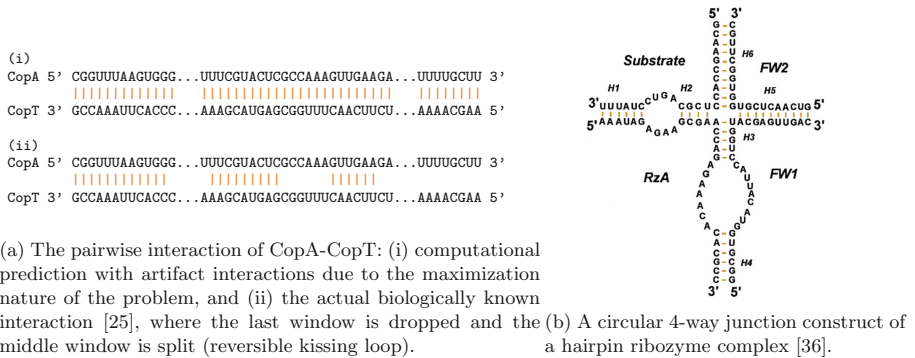 (i)
CopA 5' CGGUUUAAGUGGG...UUUCGUACUCGCCAAAGUUGAAGA...UUUUGCUU 3'
CopT 3' GCCAAAUUCACCC...AAAGCAUGAGCGGUUUCAACUUCU...AAAACGAA 5'
(ii)
CopA 5' CGGUUUAAGUGGG...UUUCGUACUCGCCAAAGUUGAAGA...UUUUGCUU 3'
CopT 3' GCCAAAUUCACCC...AAAGCAUGAGCGGUUUCAACUUCU...AAAACGAA 5'
(a) The pairwise interaction of CopA-CopT: (i) computational
prediction with artifact interactions due to the maximization
nature of the problem, and (ii) the actual biologically known
interaction [25], where the last window is dropped and the
middle window is split (reversible kissing loop).
5' 3'
H6
Substrate
FW2
H1
H2
H5
3'UUUAUC
CGCUC
5'
5'AAAUAG
3'
H3
RzA
FW1
H4
3' 5'
(b) A circular 4-way junction construct of
a hairpin ribozyme complex [36].